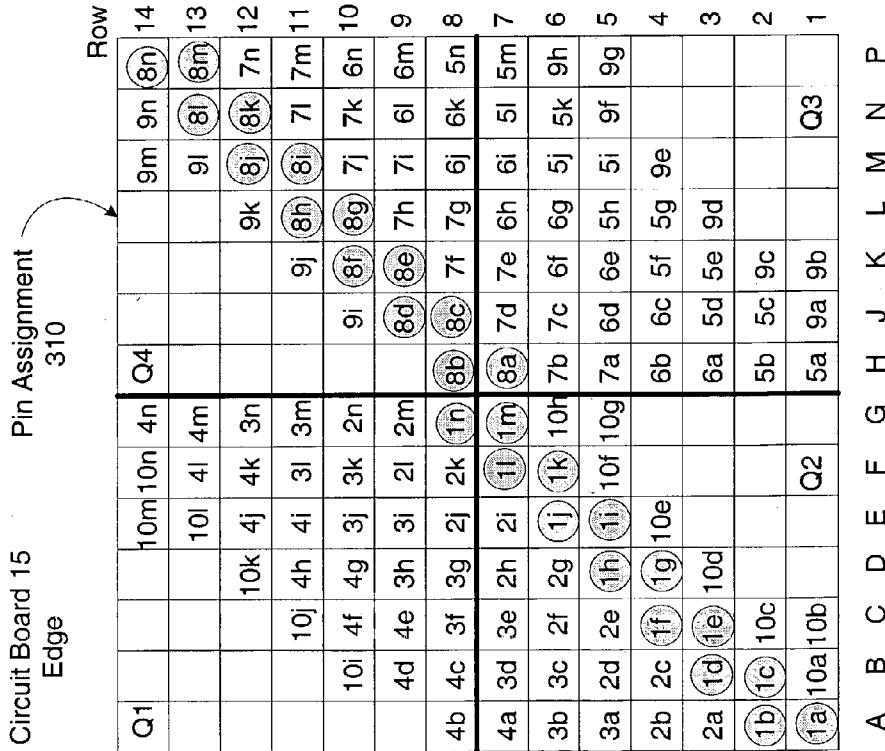 Circuit Board 15 Pin Assignment
Edge 310
Row
Q1 10m 10n 4n Q4 9m 9n 8n 14
10l 4l 4m 9l 8l 8m 13
10k 4j 4k 3n 9k 8j 8k 7n 12
10j 4h 4i 3l 3m 9j 8h 8i 7l 7m 11
10i 4f 4g 3j 3k 2n 9i 8f 8g 7j 7k 6n 10
4d 4e 3h 3i 2l 2m 8d 8e 7h 7i 6l 6m 9
4b 4c 3f 3g 2j 2k 1n 8b 8c 7f 7g 6j 6k 5n 8
4a 3d 3e 2h 2i 1l 1m 8a 7d 7e 6h 6i 5l 5m 7
3b 3c 2f 2g 1j 1k 10h 7b 7c 6f 6g 5j 5k 9h 6
3a 2d 2e 1h 1i 10f 10g 7a 6d 6e 5h 5i 9f 9g 5
2b 2c 1f 1g 10e 6b 6c 5f 5g 9e 4
2a 1d 1e 10d 6a 5d 5e 9d 3
1b 1c 10c 5b 5c 9c 2
1a 10a 10b Q2 5a 9a 9b Q3 1
A B C D E F G H J K L M N P